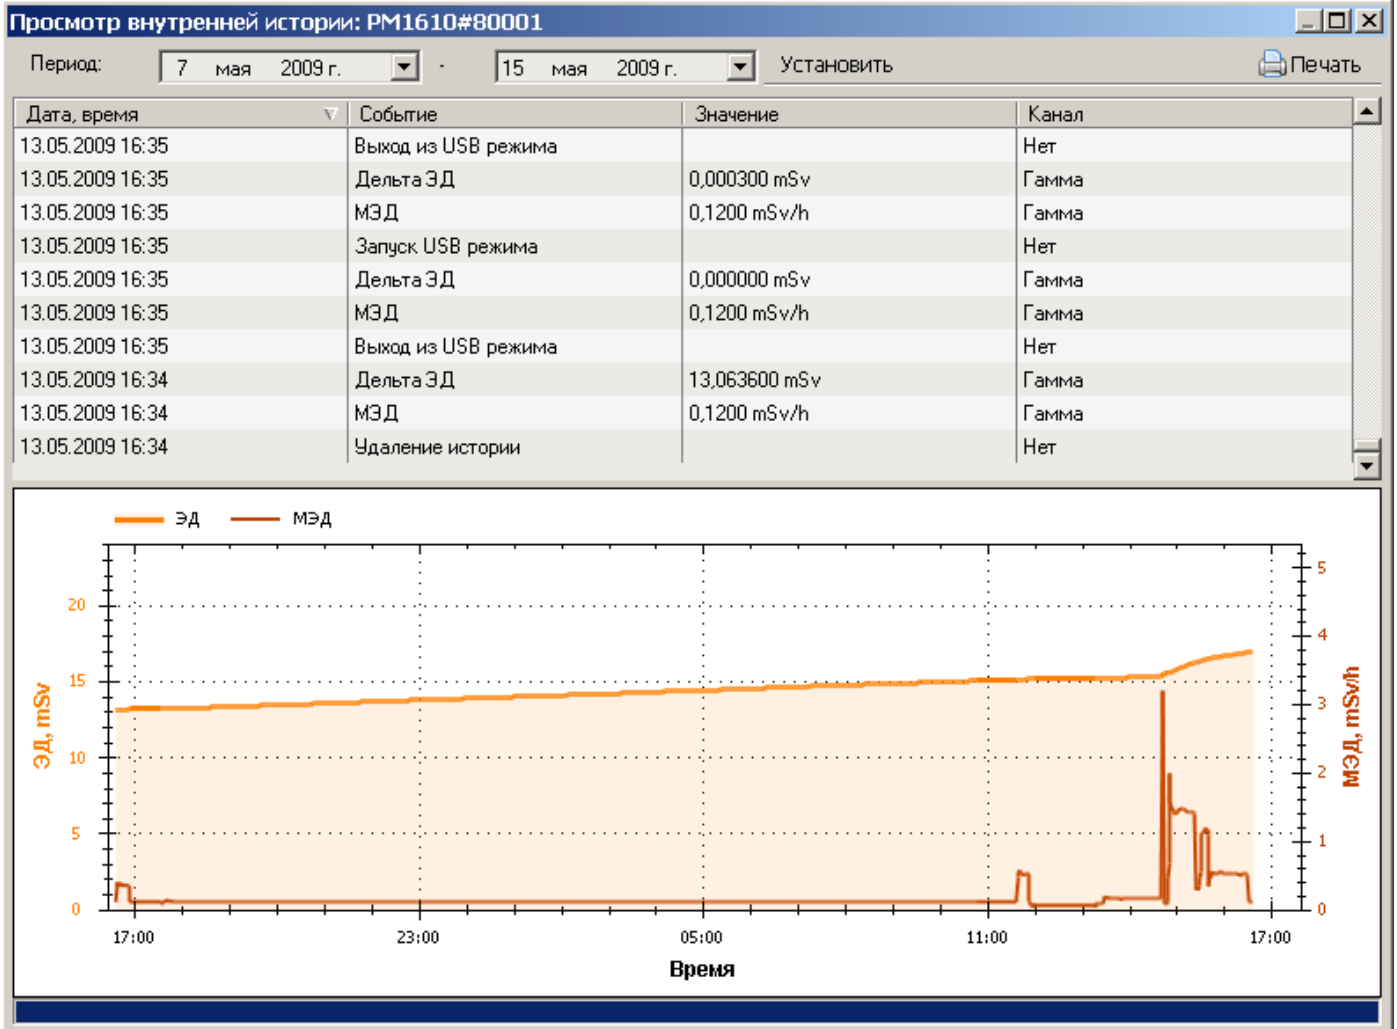 Просмотр внутренней истории: PM1610#80001
Период: 7 мая 2009 г. - 15 мая 2009 г. Установить Печать
Дата, время Событие Значение Канал
13.05.2009 16:35 Выход из USB режима Нет
13.05.2009 16:35 Дельта ЭД 0,000300 mSv Гамма
13.05.2009 16:35 МЭД 0,1200 mSv/h Гамма
13.05.2009 16:35 Запуск USB режима Нет
13.05.2009 16:35 Дельта ЭД 0,000000 mSv Гамма
13.05.2009 16:35 МЭД 0,1200 mSv/h Гамма
13.05.2009 16:35 Выход из USB режима Нет
13.05.2009 16:34 Дельта ЭД 13,063600 mSv Гамма
13.05.2009 16:34 МЭД 0,1200 mSv/h Гамма
13.05.2009 16:34 Удаление истории Нет
ЭД МЭД
ЭД, mSv
20
15
10
5
0
5
4
3
2
1
0
МЭД, mSv/h
17:00 23:00 05:00 11:00 17:00
Время